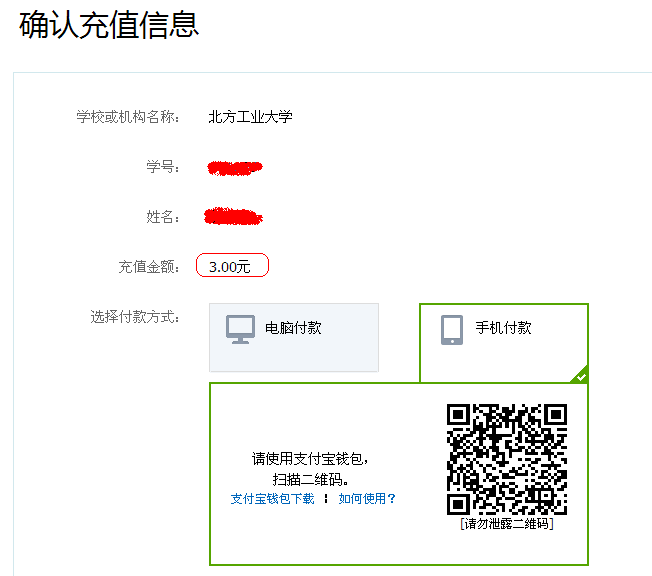 确认充值信息
学校或机构名称： 北方工业大学
学号：
姓名：
充值金额： 3.00元
选择付款方式： 电脑付款 手机付款
请使用支付宝钱包，
扫描二维码。
支付宝钱包下载 | 如何使用？
[请勿泄露二维码]